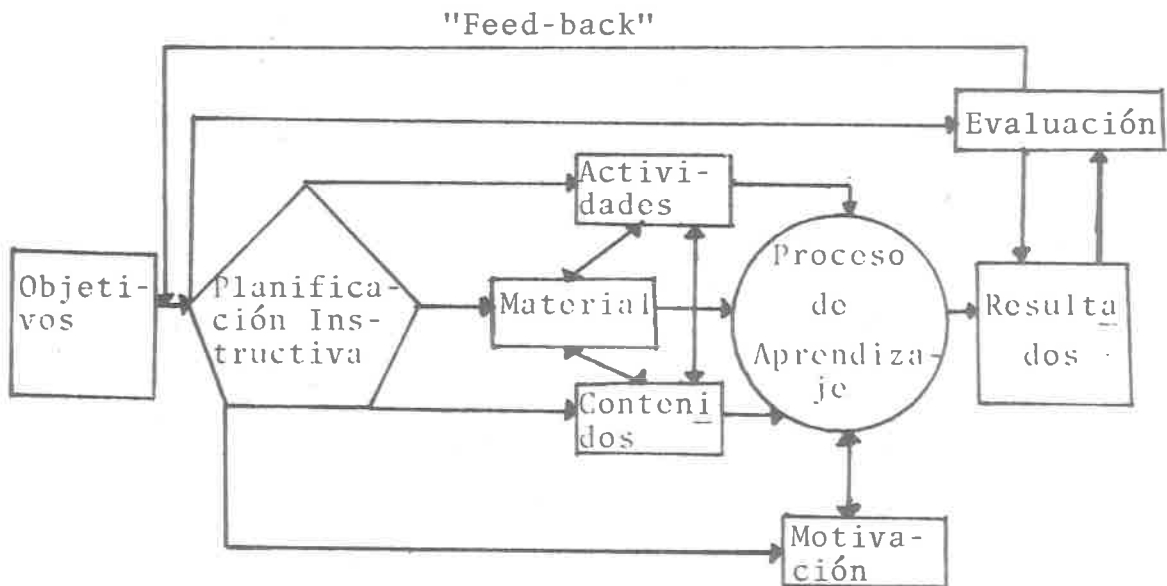 "Feed-back"
Evaluación
Activi-
dades
Objeti-
vos
Planifica-
ción Ins-
tructiva
Material
Proceso
de
Aprendiza-
je
Resulta
dos
Conteni
dos
Motiva-
ción